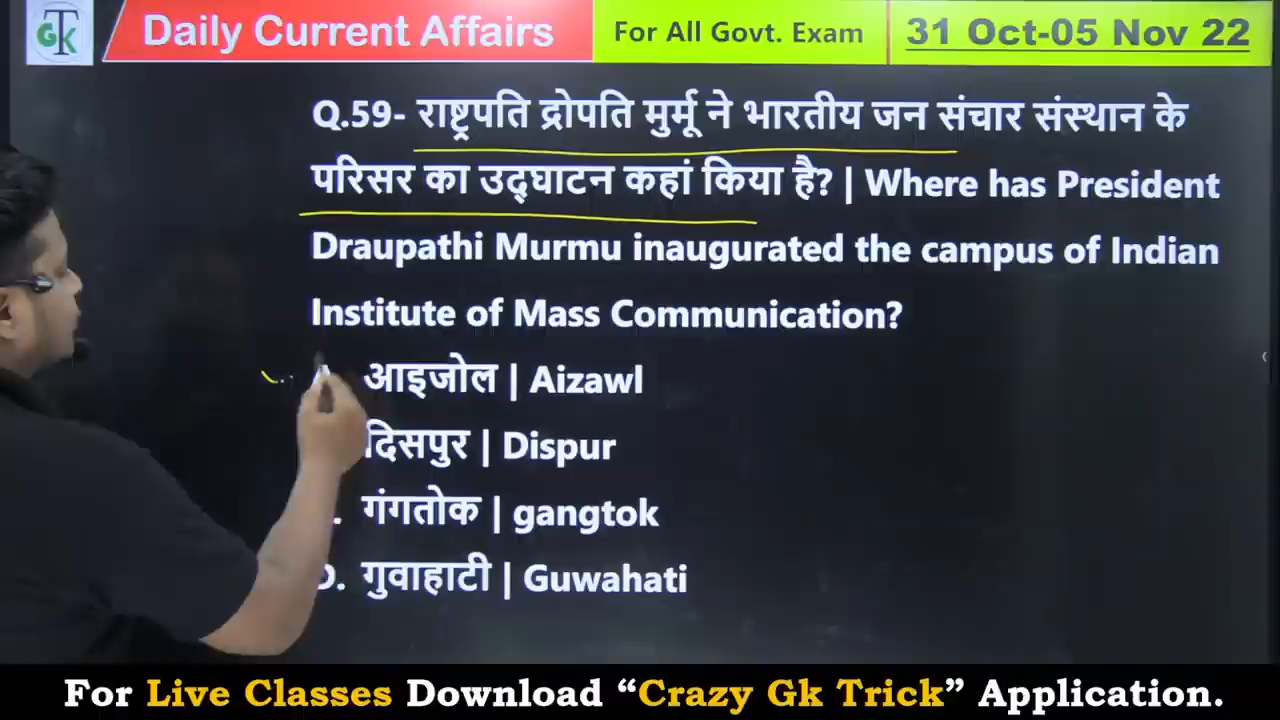 GTK
Daily Current Affairs
For All Govt. Exam
31 Oct-05 Nov 22
Q.59- राष्ट्रपति द्रोपति मुर्मू ने भारतीय जन संचार संस्थान के
परिसर का उद्घाटन कहां किया है? | Where has President
Draupathi Murmu inaugurated the campus of Indian
Institute of Mass Communication?
आइजोल | Aizawl
दिसपुर | Dispur
. गंगतोक | gangtok
D. गुवाहाटी | Guwahati
For Live Classes Download “Crazy Gk Trick” Application.